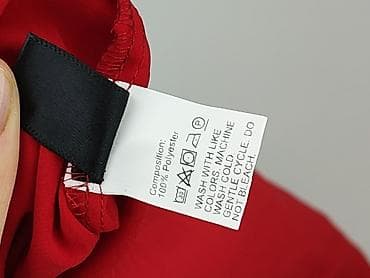 Composition:
100% Polyester
P
WASH WITH LIKE
COLORS. MACHINE
WASH COLD
GENTLE CYCLE. DO
NOT BLEACH.